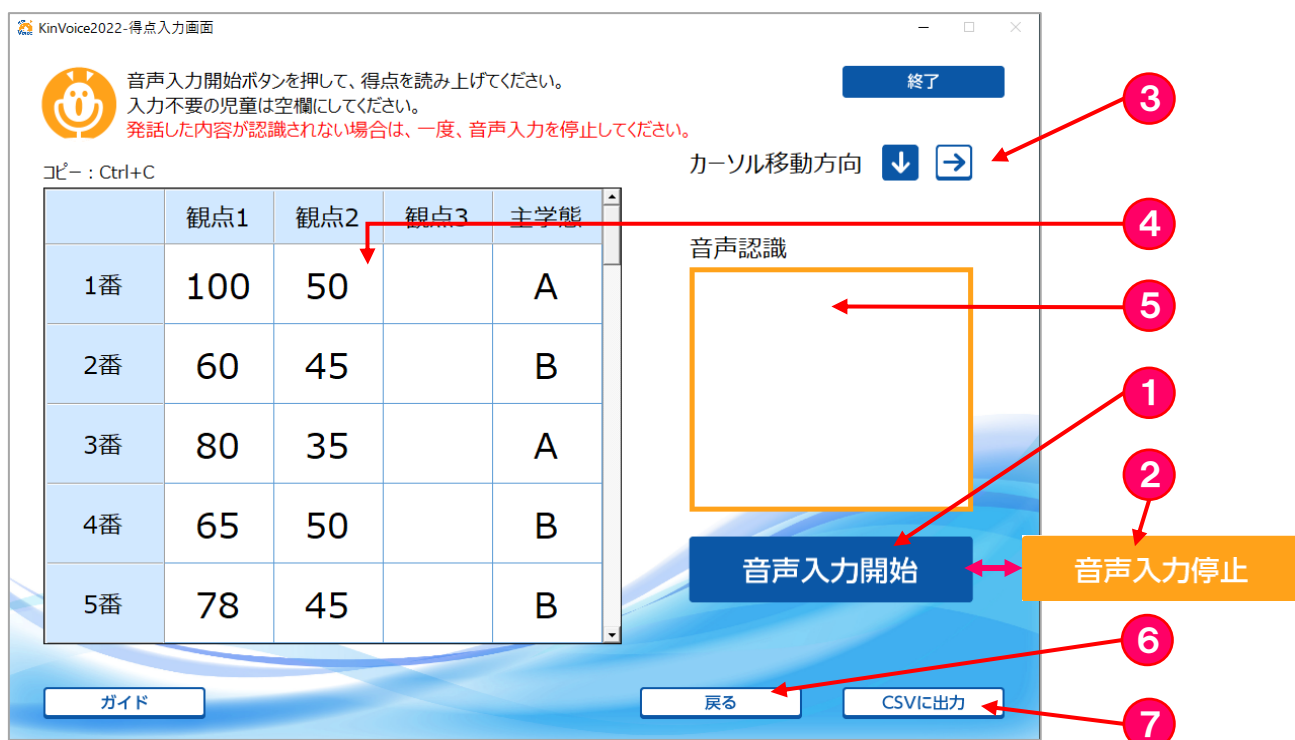 KinVoice2022-得点入力画面
音声入力開始ボタンを押して、得点を読み上げてください。
入力不要の児童は空欄にしてください。
発話した内容が認識されない場合は、一度、音声入力を停止してください。
終了
3
コピー：Ctrl+C
カーソル移動方向
観点1 観点2 観点3 主学態
4
音声認識
1番 100 50 A
5
2番 60 45 B
1
3番 80 35 A
2
4番 65 50 B
音声入力開始
音声入力停止
5番 78 45 B
6
ガイド
戻る
CSVに出力
7